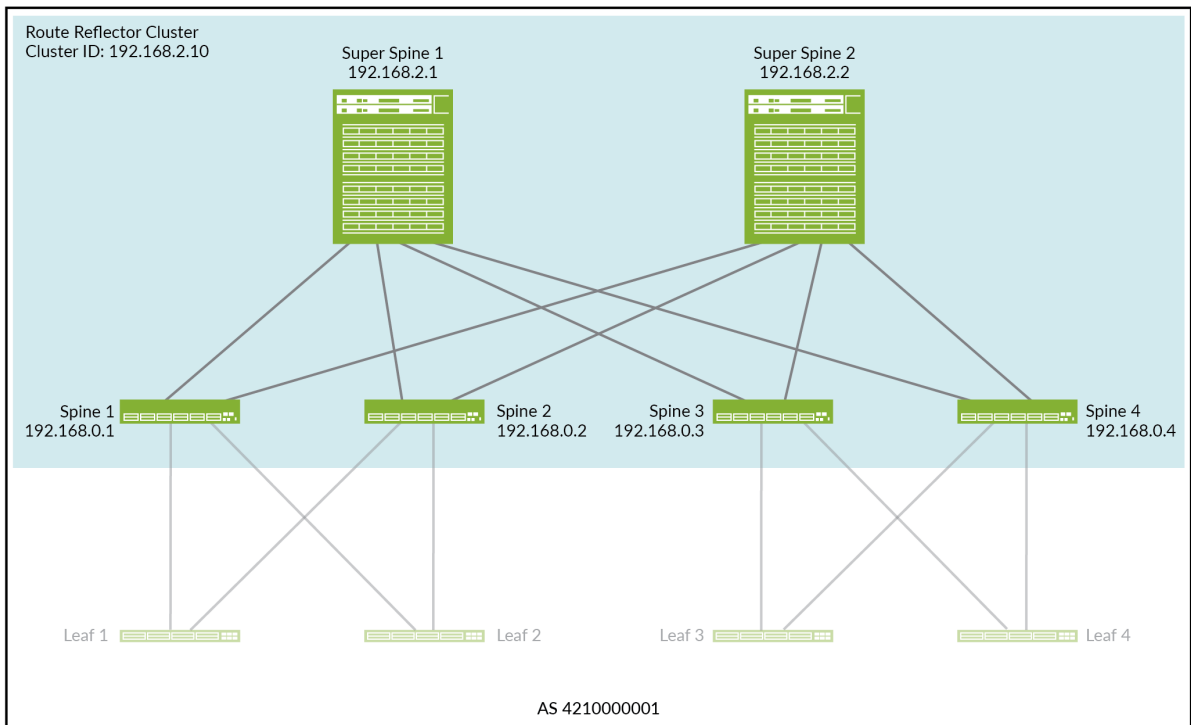 Route Reflector Cluster
Cluster ID: 192.168.2.10
Super Spine 1
192.168.2.1
Super Spine 2
192.168.2.2
Spine 1
192.168.0.1
Spine 2
192.168.0.2
Spine 3
192.168.0.3
Spine 4
192.168.0.4
Leaf 1
Leaf 2
Leaf 3
Leaf 4
AS 4210000001